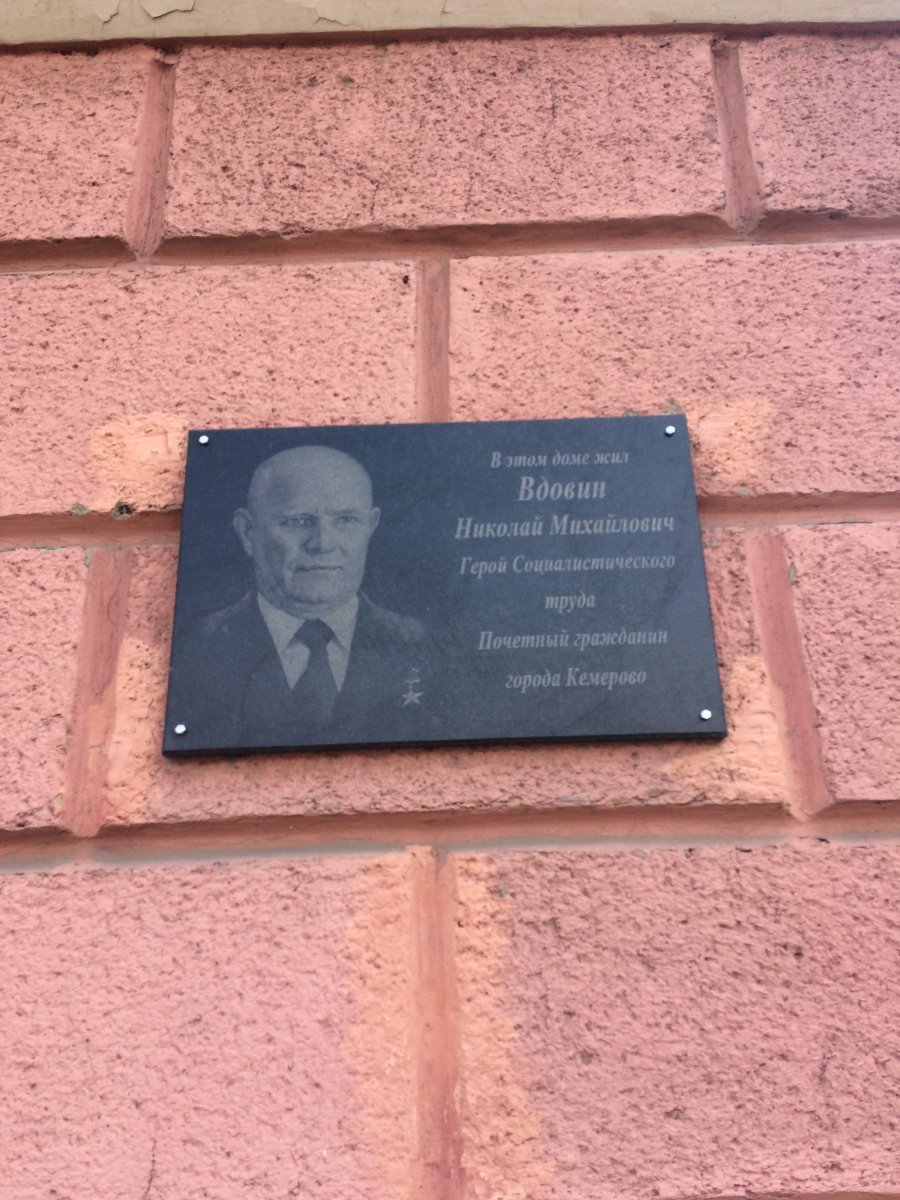 В этом доме жил
Вдовин
Николай Михайлович
Герой Социалистического
труда
Почетный гражданин
города Кемерово